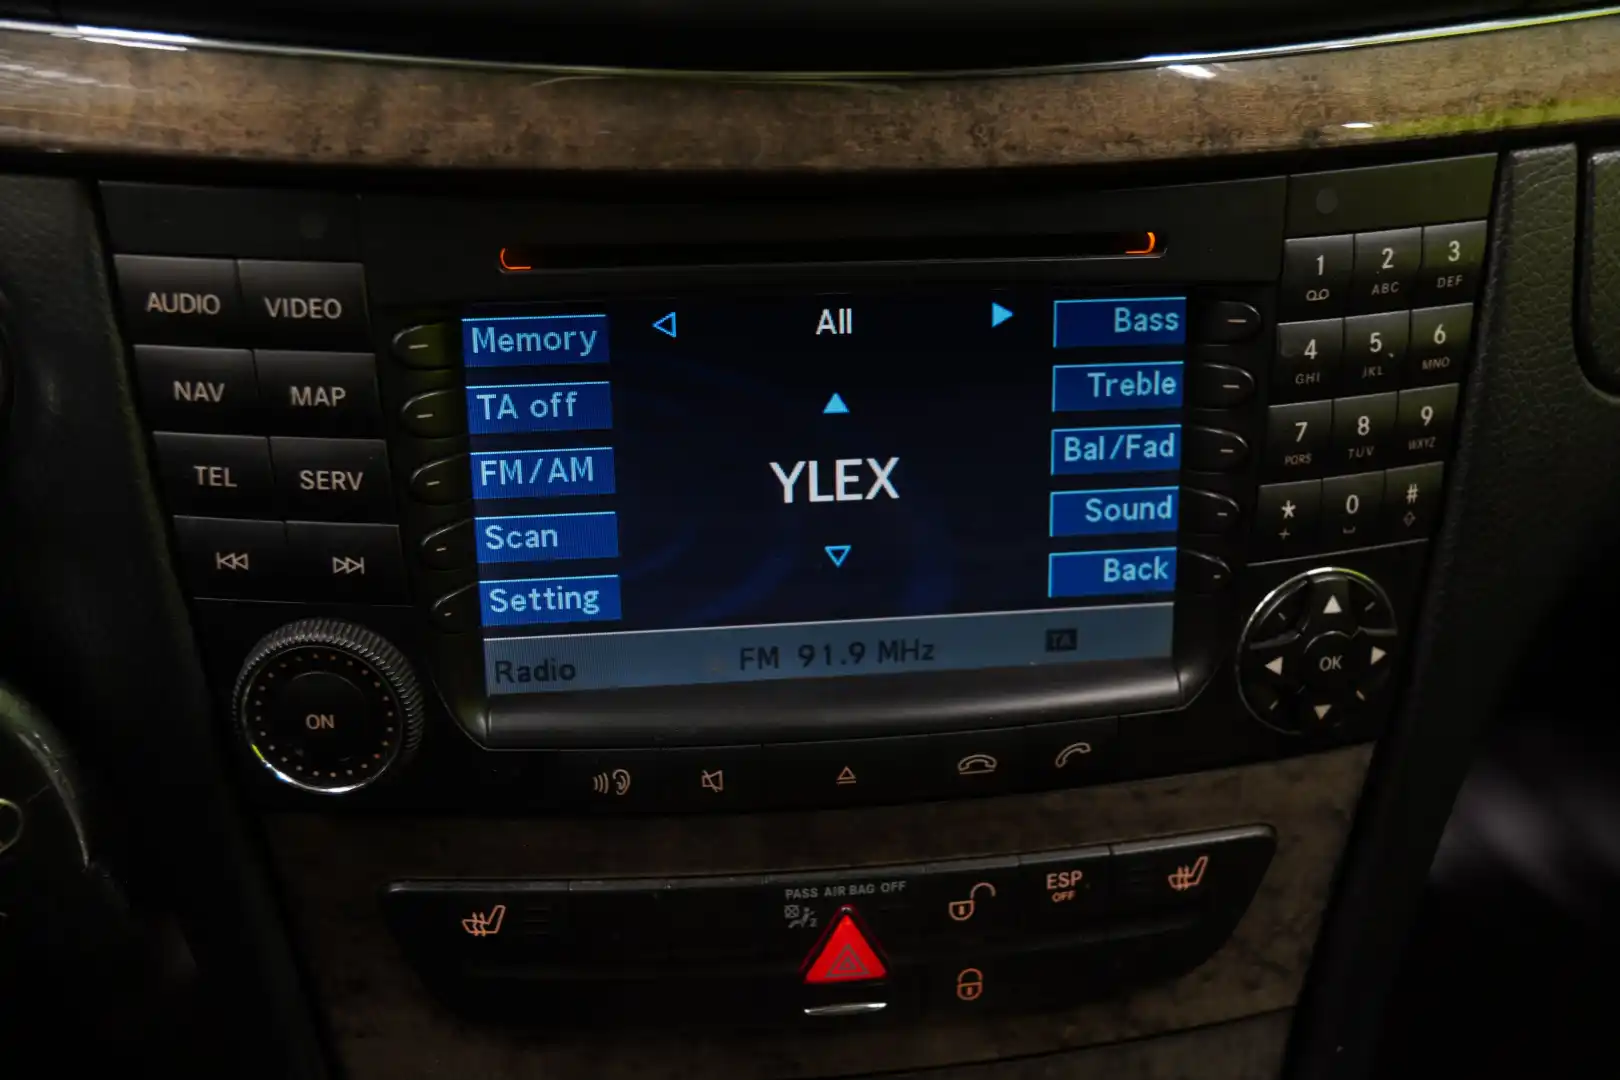 AUDIO VIDEO
NAV MAP
TEL SERV
ON
Memory
TA off
FM/AM
Scan
Setting
All
YLEX
Bass
Treble
Bal/Fad
Sound
Back
Radio FM 91.9 MHz TA
1 2 3
ABC DEF
4 5 6
GHI JKL MNO
7 8 9
PQRS TUV WXYZ
* 0 #
+
OK
PASS AIR BAG OFF
ESP
OFF